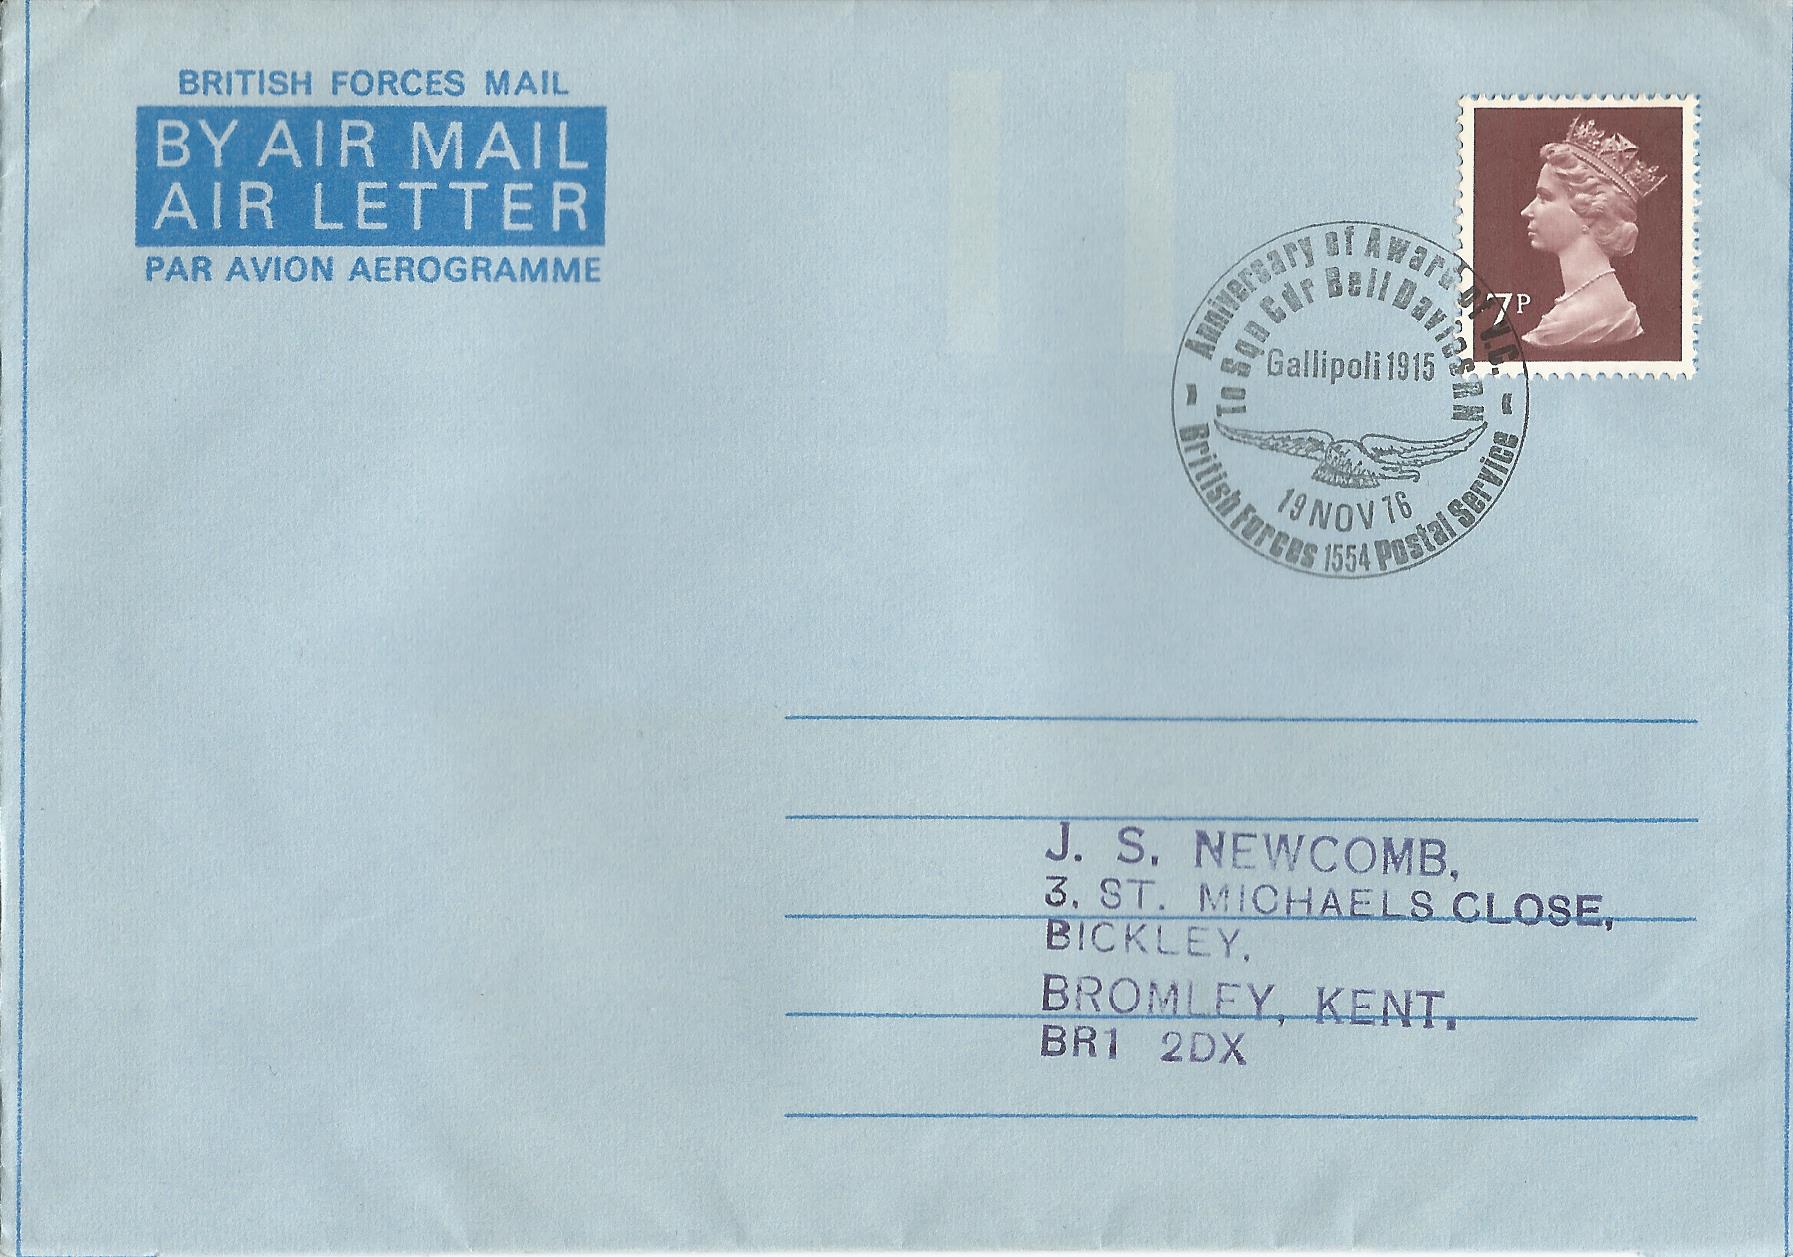 BRITISH FORCES MAIL
BY AIR MAIL
AIR LETTER
PAR AVION AEROGRAMME
7P
Anniversary of Award of V.C.
To Sqn Cdr Bell Davies RN
Gallipoli 1915
19 NOV 76
British Forces 1554 Postal Service
J. S. NEWCOMB,
3. ST. MICHAELS CLOSE,
BICKLEY.
BROMLEY, KENT.
BR1 2DX